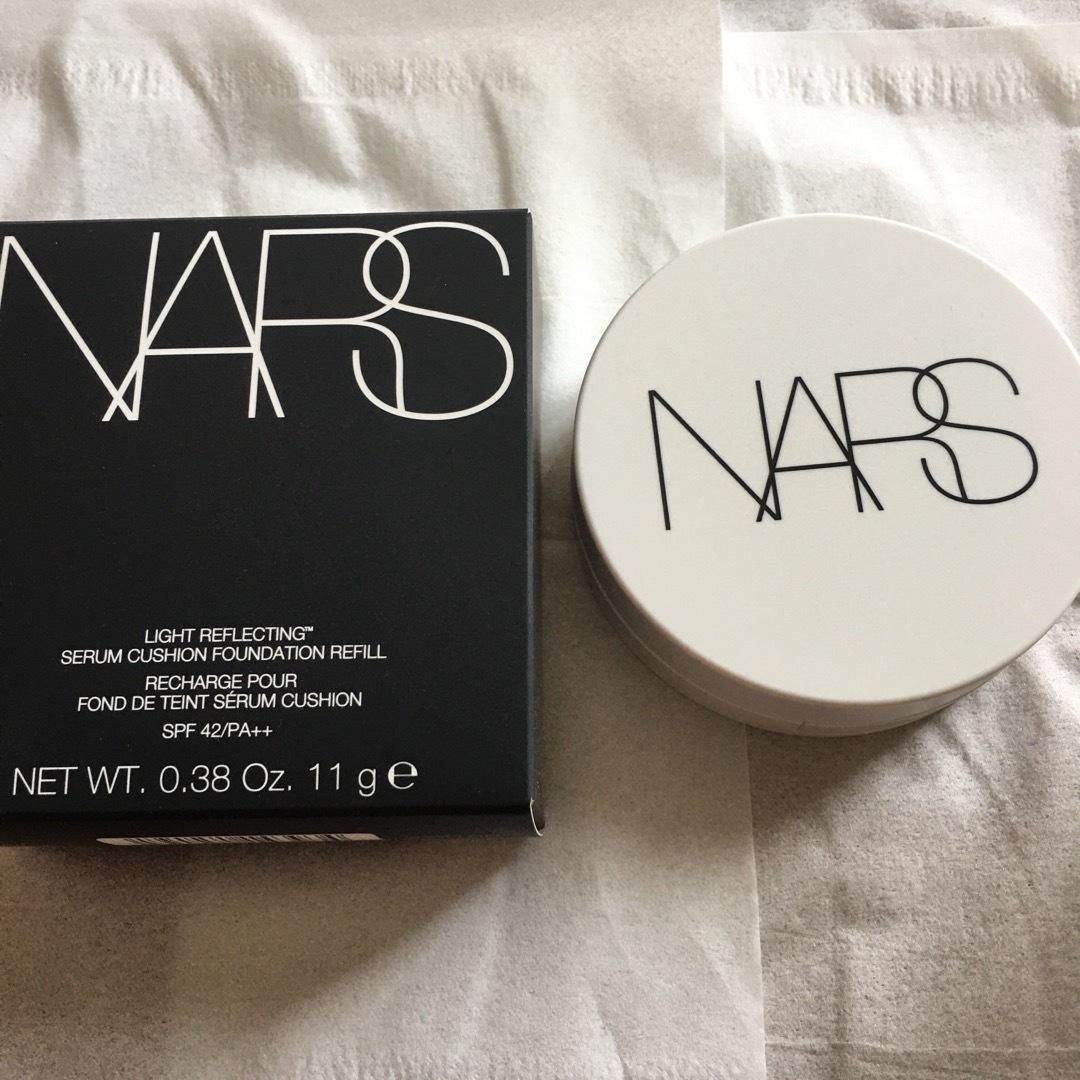 NARS
LIGHT REFLECTING™
SERUM CUSHION FOUNDATION REFILL
RECHARGE POUR
FOND DE TEINT SÉRUM CUSHION
SPF 42/PA++
NET WT. 0.38 Oz. 11 g ℮
NARS